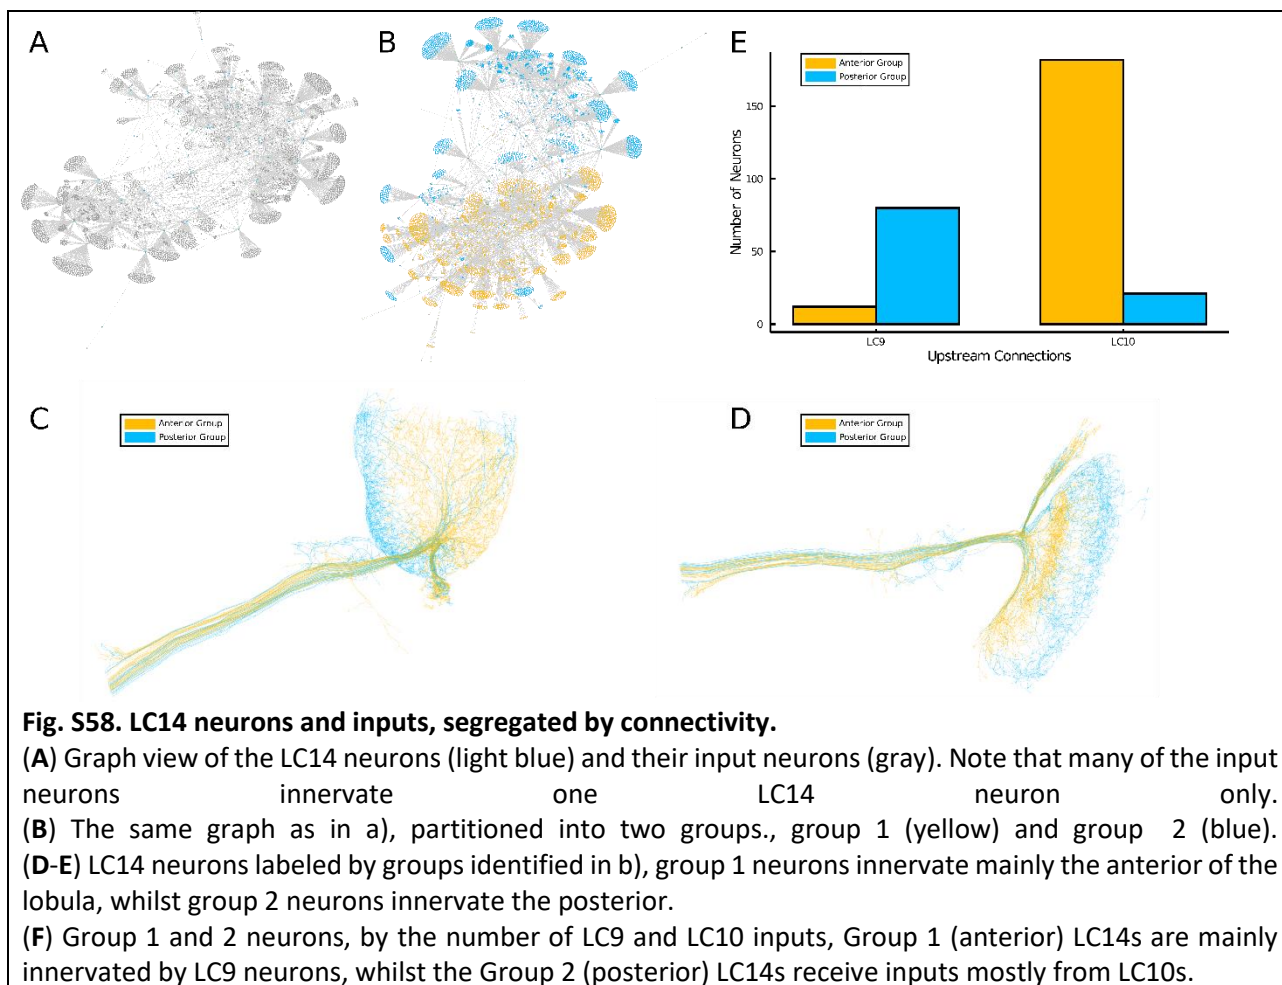 A
B
E
Anterior Group
Posterior Group
Number of Neurons
150
100
50
0
LC9
LC10
Upstream Connections
C
Anterior Group
Posterior Group
D
Anterior Group
Posterior Group
Fig. S58. LC14 neurons and inputs, segregated by connectivity.
(A) Graph view of the LC14 neurons (light blue) and their input neurons (gray). Note that many of the input
neurons innervate one LC14 neuron only.
(B) The same graph as in a), partitioned into two groups., group 1 (yellow) and group 2 (blue).
(D-E) LC14 neurons labeled by groups identified in b), group 1 neurons innervate mainly the anterior of the
lobula, whilst group 2 neurons innervate the posterior.
(F) Group 1 and 2 neurons, by the number of LC9 and LC10 inputs, Group 1 (anterior) LC14s are mainly
innervated by LC9 neurons, whilst the Group 2 (posterior) LC14s receive inputs mostly from LC10s.